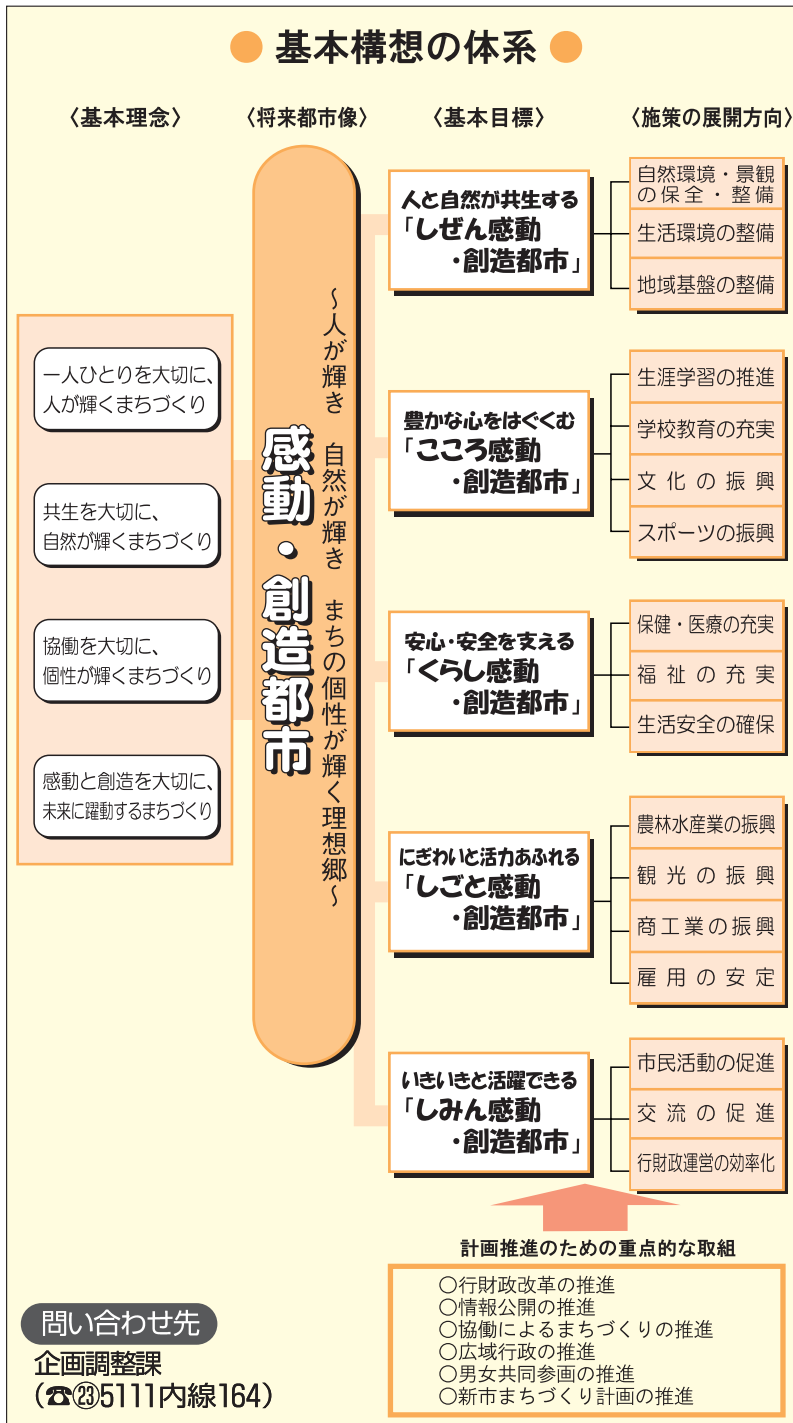 ● 基本構想の体系 ●
〈基本理念〉
〈将来都市像〉
〈基本目標〉
〈施策の展開方向〉
一人ひとりを大切に、
人が輝くまちづくり
共生を大切に、
自然が輝くまちづくり
協働を大切に、
個性が輝くまちづくり
感動と創造を大切に、
未来に躍動するまちづくり
～人が輝き　自然が輝き　まちの個性が輝く理想郷～
感動・創造都市
人と自然が共生する
「しぜん感動
・創造都市」
自然環境・景観
の保全・整備
生活環境の整備
地域基盤の整備
豊かな心をはぐくむ
「こころ感動
・創造都市」
生涯学習の推進
学校教育の充実
文化の振興
スポーツの振興
安心・安全を支える
「くらし感動
・創造都市」
保健・医療の充実
福祉の充実
生活安全の確保
にぎわいと活力あふれる
「しごと感動
・創造都市」
農林水産業の振興
観光の振興
商工業の振興
雇用の安定
いきいきと活躍できる
「しみん感動
・創造都市」
市民活動の促進
交流の促進
行財政運営の効率化
計画推進のための重点的な取組
○行財政改革の推進
○情報公開の推進
○協働によるまちづくりの推進
○広域行政の推進
○男女共同参画の推進
○新市まちづくり計画の推進
問い合わせ先
企画調整課
(☎㉓5111内線164)